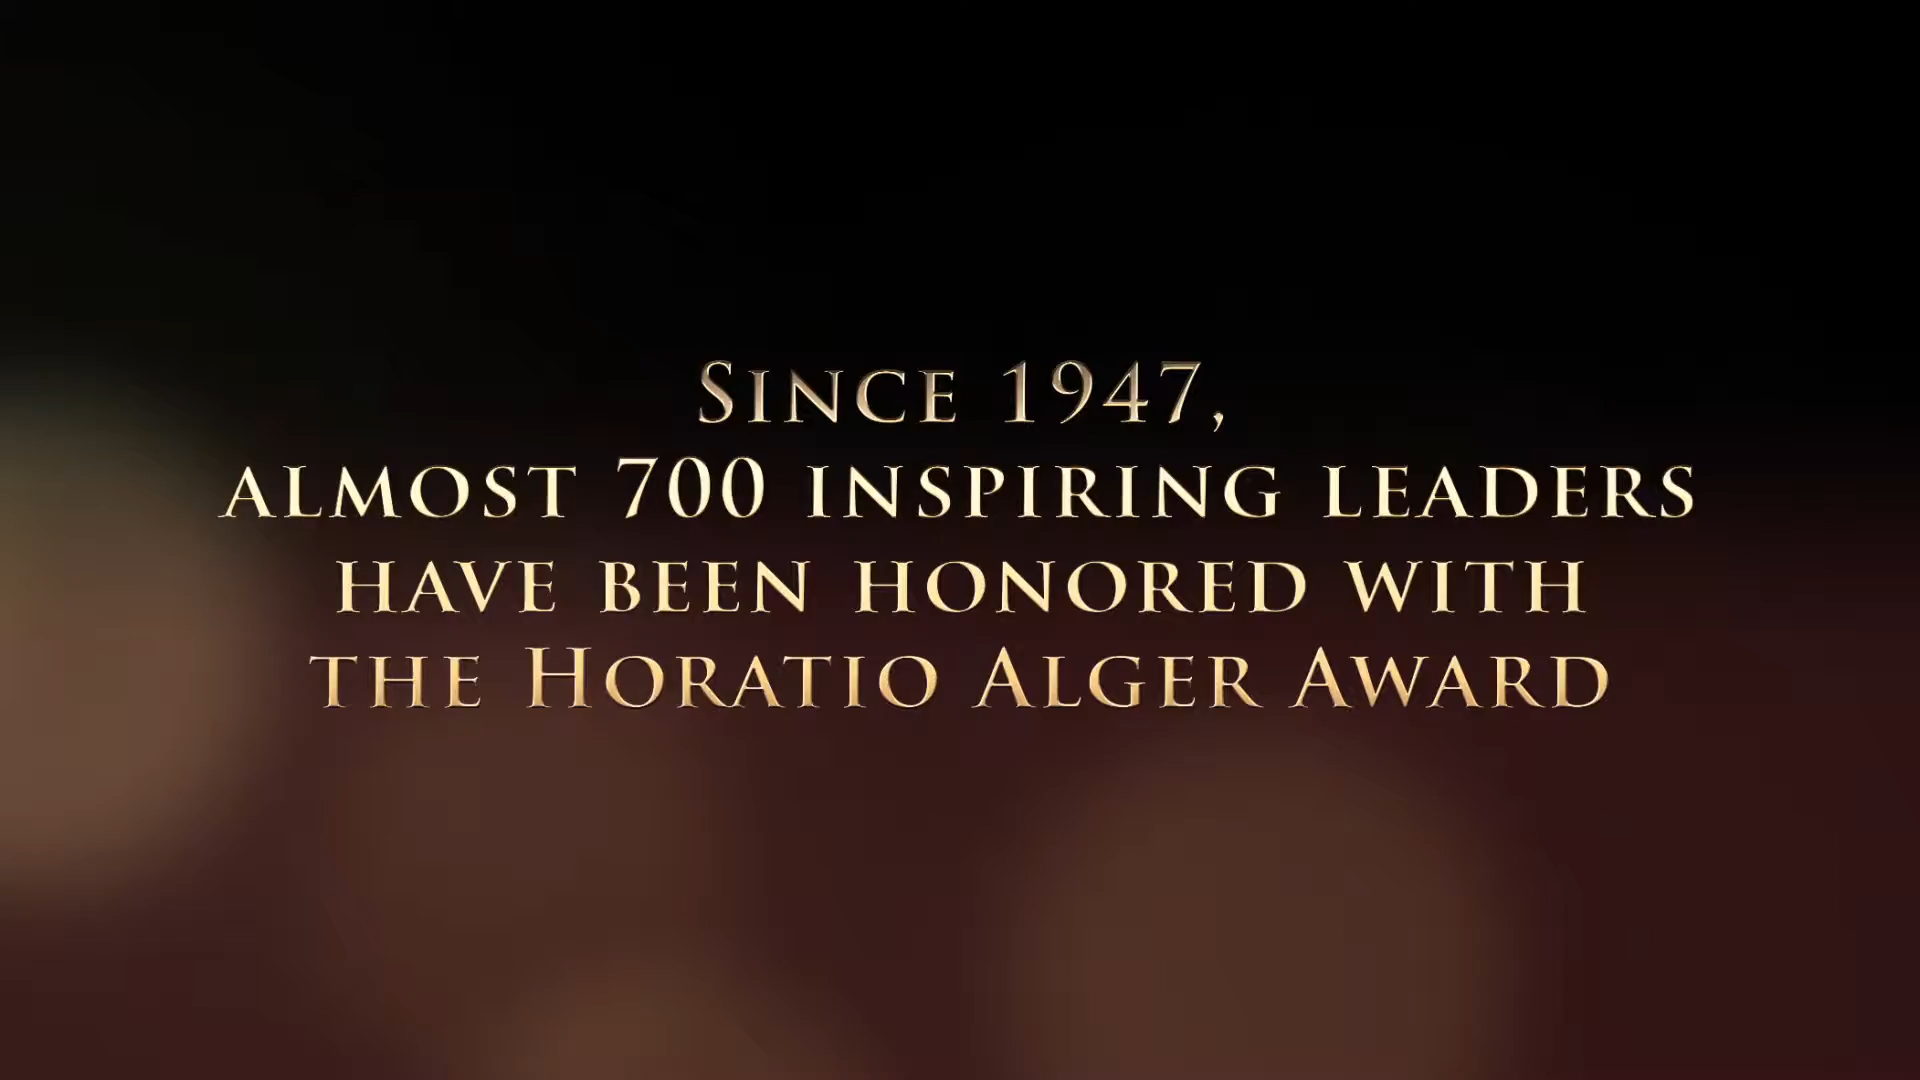 Since 1947,
almost 700 inspiring leaders
have been honored with
the Horatio Alger Award